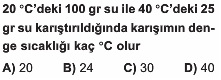 20 °C'deki 100 gr su ile 40 °C'deki 25
gr su karıştırıldığında karışımın den-
ge sıcaklığı kaç °C olur
A) 20 B) 24 C) 30 D) 40